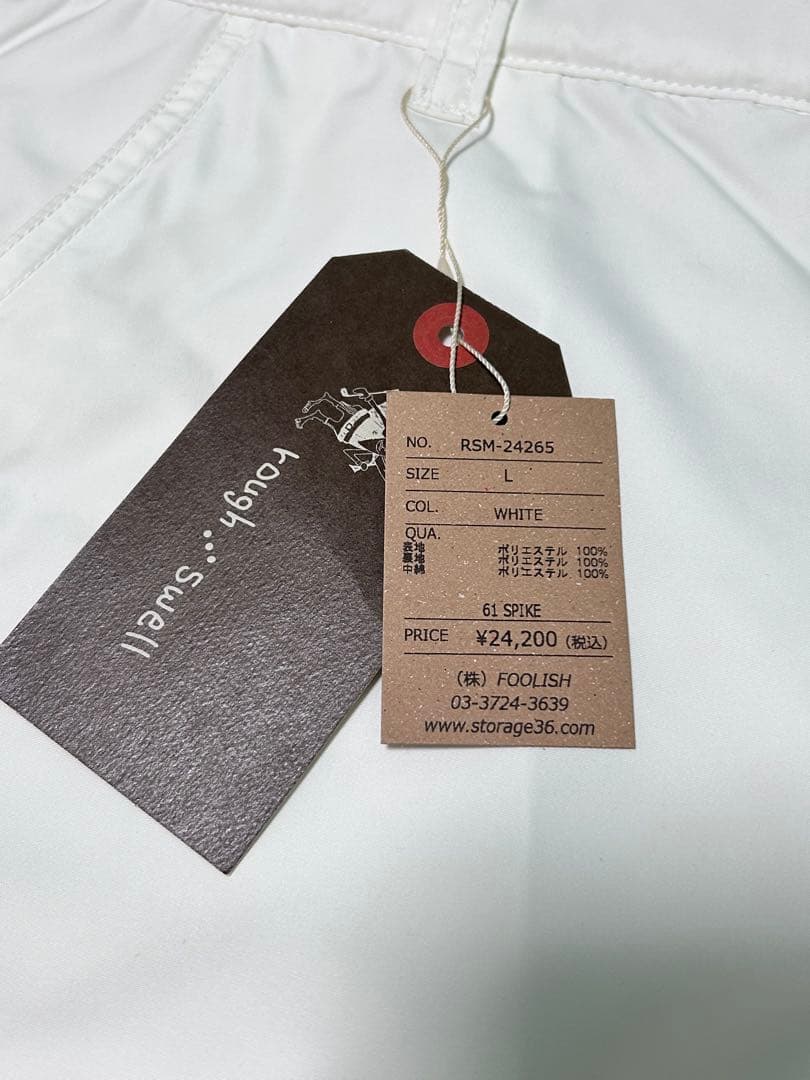 rough... swell
NO. RSM-24265
SIZE L
COL. WHITE
QUA.
表地 ポリエステル 100%
裏地 ポリエステル 100%
中綿 ポリエステル 100%
61 SPIKE
PRICE ¥24,200 (税込)
(株) FOOLISH
03-3724-3639
www.storage36.com